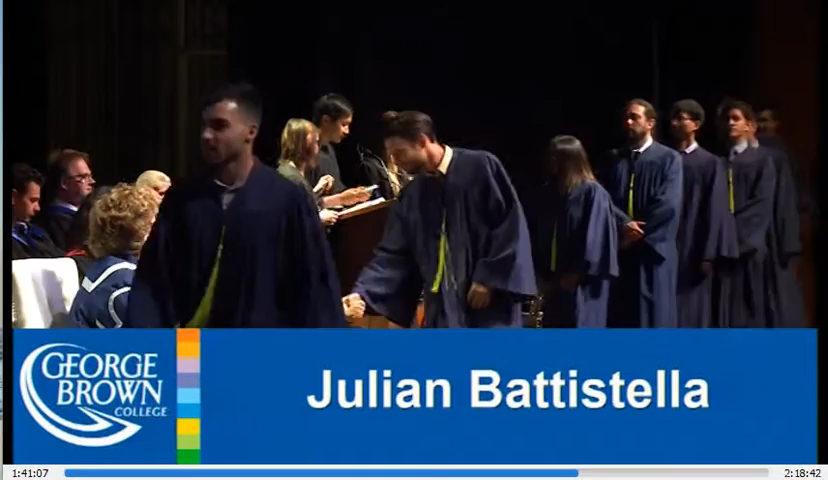 GEORGE
BROWN
COLLEGE
Julian Battistella
1:41:07
2:18:42